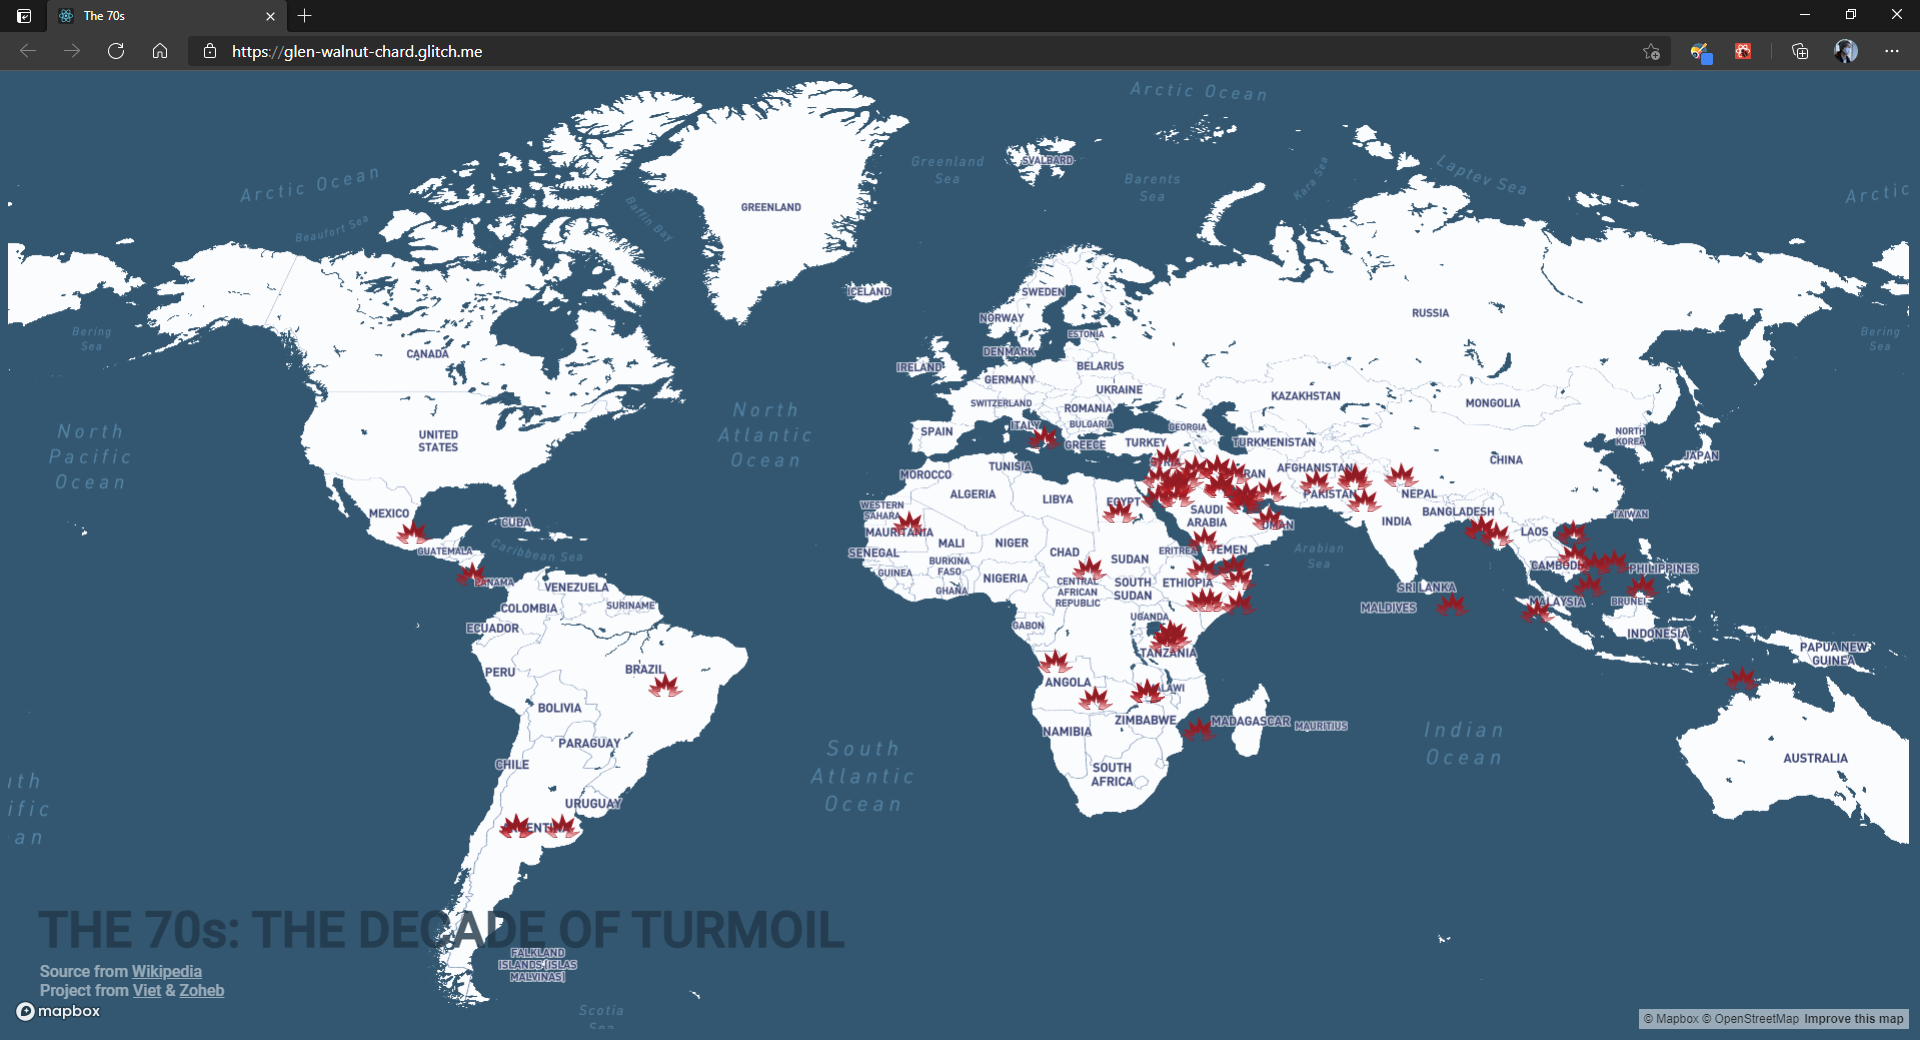 The 70s
https://glen-walnut-chard.glitch.me
Arctic Ocean
Greenland
Sea
SVALBARD
Barents
Sea
Kara Sea
Laptev Sea
Arctic
Arctic Ocean
Beaufort Sea
Baffin Bay
GREENLAND
ICELAND
SWEDEN
NORWAY
ESTONIA
RUSSIA
Bering
Sea
Bering
Sea
CANADA
DENMARK
IRELAND
BELARUS
GERMANY
UKRAINE
SWITZERLAND
KAZAKHSTAN
MONGOLIA
ROMANIA
North
Pacific
Ocean
North
Atlantic
Ocean
UNITED
STATES
SPAIN
ITALY
BULGARIA
GEORGIA
GREECE
TURKEY
TURKMENISTAN
NORTH
KOREA
JAPAN
CHINA
MOROCCO
TUNISIA
SYRIA
IRAN
AFGHANISTAN
ALGERIA
LIBYA
EGYPT
PAKISTAN
NEPAL
WESTERN
SAHARA
SAUDI
ARABIA
BANGLADESH
TAIWAN
MEXICO
CUBA
MAURITANIA
INDIA
OMAN
LAOS
GUATEMALA
Caribbean Sea
SENEGAL
MALI
NIGER
CHAD
SUDAN
ERITREA
YEMEN
Arabian
Sea
BURKINA
FASO
GUINEA
NIGERIA
GHANA
CENTRAL
AFRICAN
REPUBLIC
SOUTH
SUDAN
ETHIOPIA
CAMBODI
PHILIPPINES
PANAMA
VENEZUELA
COLOMBIA
SURINAME
SRI LANKA
MALDIVES
MALAYSIA
BRUNEI
ECUADOR
GABON
UGANDA
INDONESIA
TANZANIA
PAPUA NEW
GUINEA
PERU
BRAZIL
ANGOLA
MALAWI
BOLIVIA
ZIMBABWE
MADAGASCAR
MAURITIUS
NAMIBIA
Indian
Ocean
PARAGUAY
CHILE
South
Atlantic
Ocean
SOUTH
AFRICA
AUSTRALIA
uth
ific
an
URUGUAY
ARGENTINA
THE 70s: THE DECADE OF TURMOIL
FALKLAND
ISLANDS [ISLAS
MALVINAS]
Source from Wikipedia
Project from Viet & Zoheb
mapbox
Scotia
Sea
© Mapbox © OpenStreetMap Improve this map